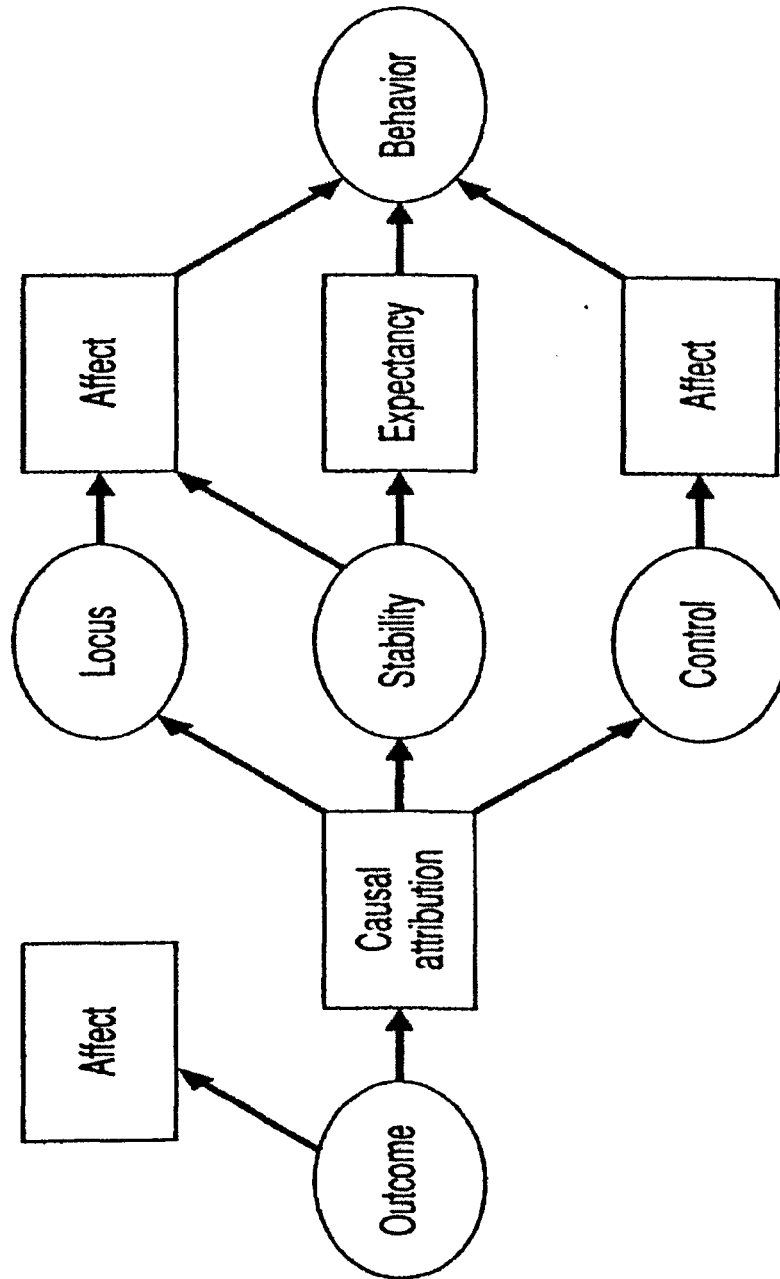 Outcome
Affect
Causal
attribution
Locus
Stability
Control
Affect
Expectancy
Affect
Behavior